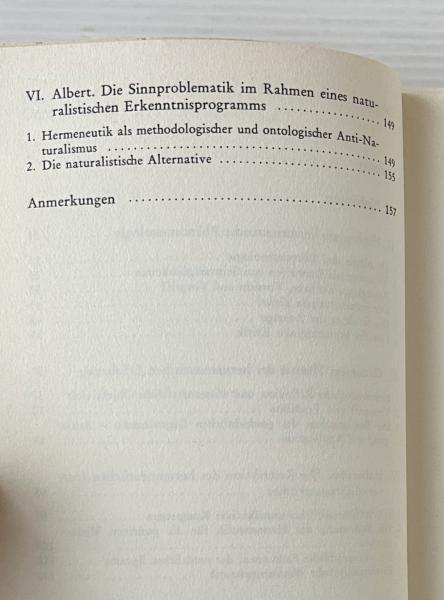 VI. Albert. Die Sinnproblematik im Rahmen eines natu-
ralistischen Erkenntnisprogramms .................. 149
1. Hermeneutik als methodologischer und ontologischer Anti-Na-
turalismus ........................................ 149
2. Die naturalistische Alternative ........................ 155
Anmerkungen ...................................... 157